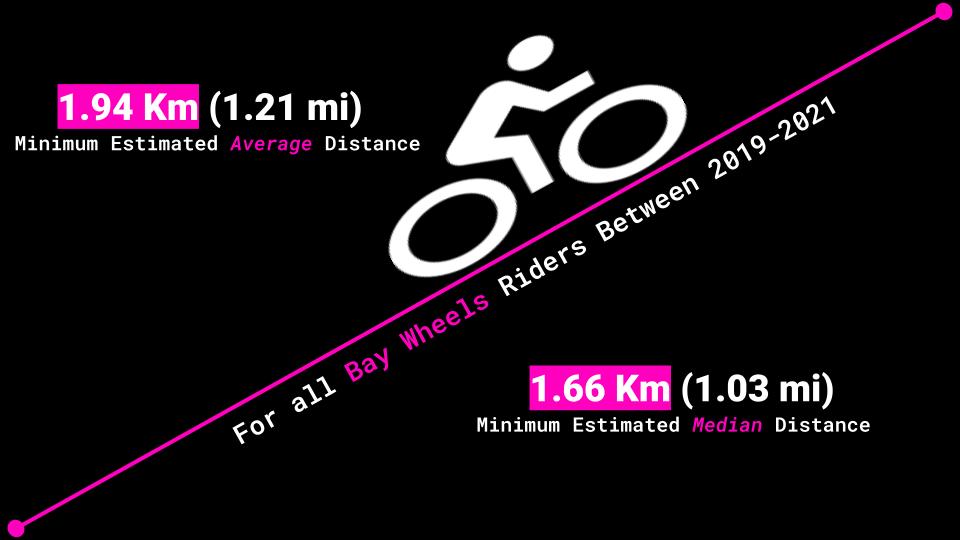 1.94 Km (1.21 mi)
Minimum Estimated Average Distance
For all Bay Wheels Riders Between 2019-2021
1.66 Km (1.03 mi)
Minimum Estimated Median Distance